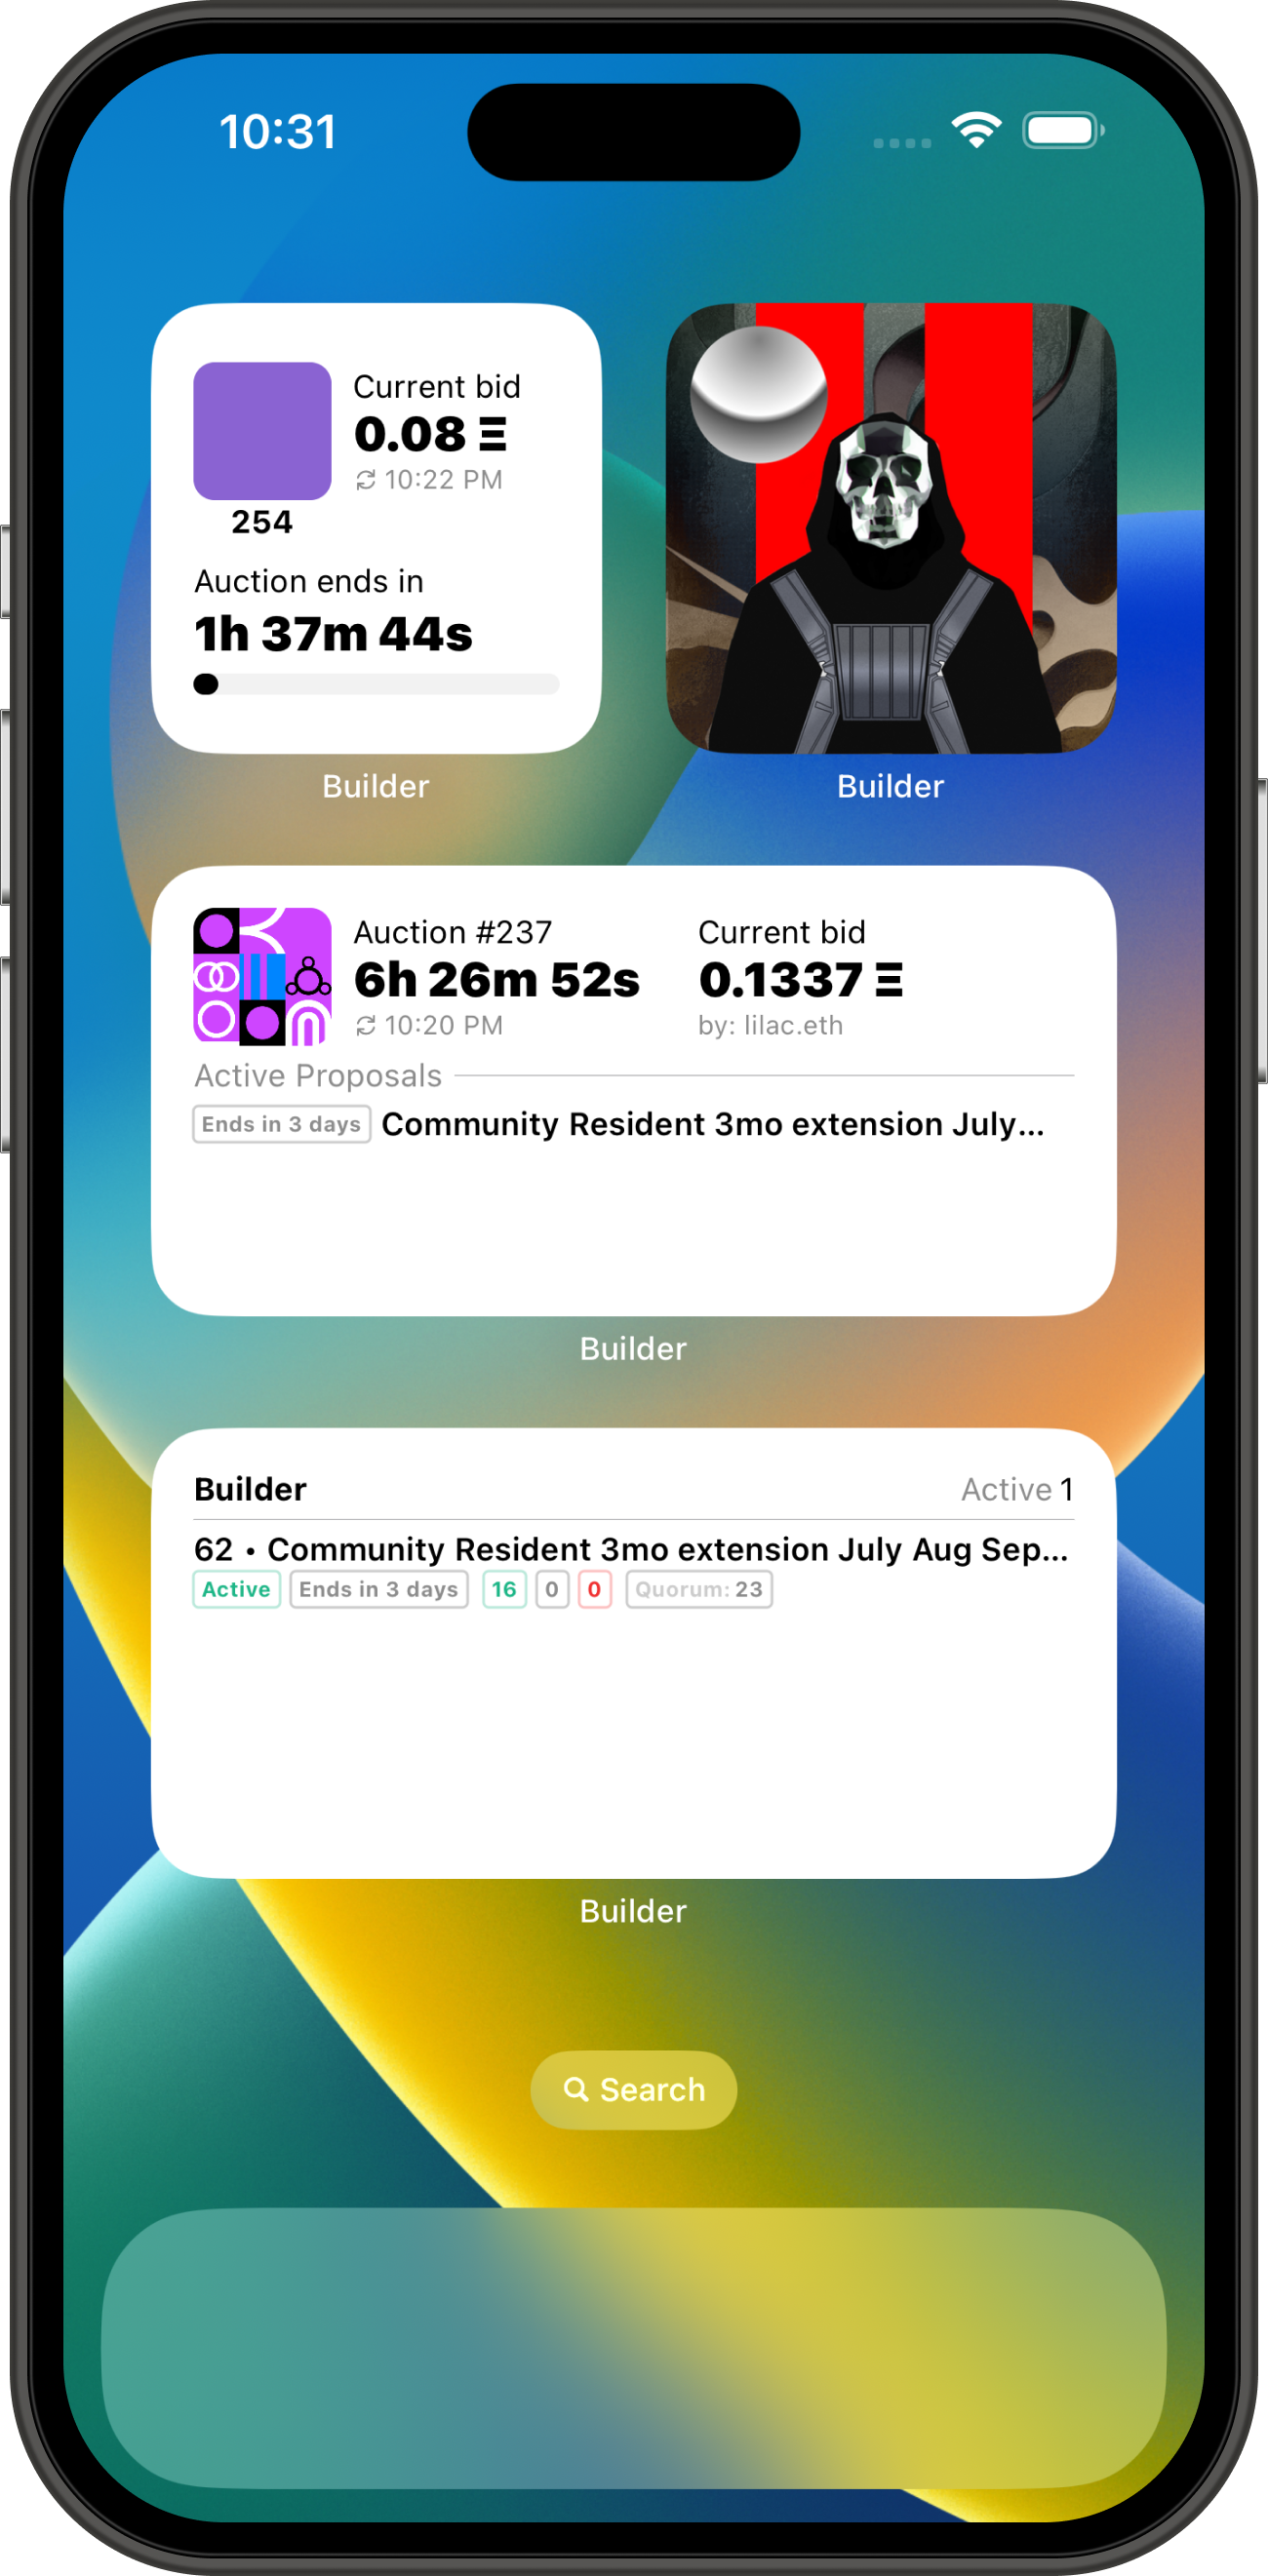 10:31
Current bid
0.08 Ξ
10:22 PM
254
Auction ends in
1h 37m 44s
Builder
Builder
Auction #237
6h 26m 52s
10:20 PM
Current bid
0.1337 Ξ
by: lilac.eth
Active Proposals
Ends in 3 days Community Resident 3mo extension July...
Builder
Builder Active 1
62 • Community Resident 3mo extension July Aug Sep...
Active Ends in 3 days 16 0 0 Quorum: 23
Builder
Search